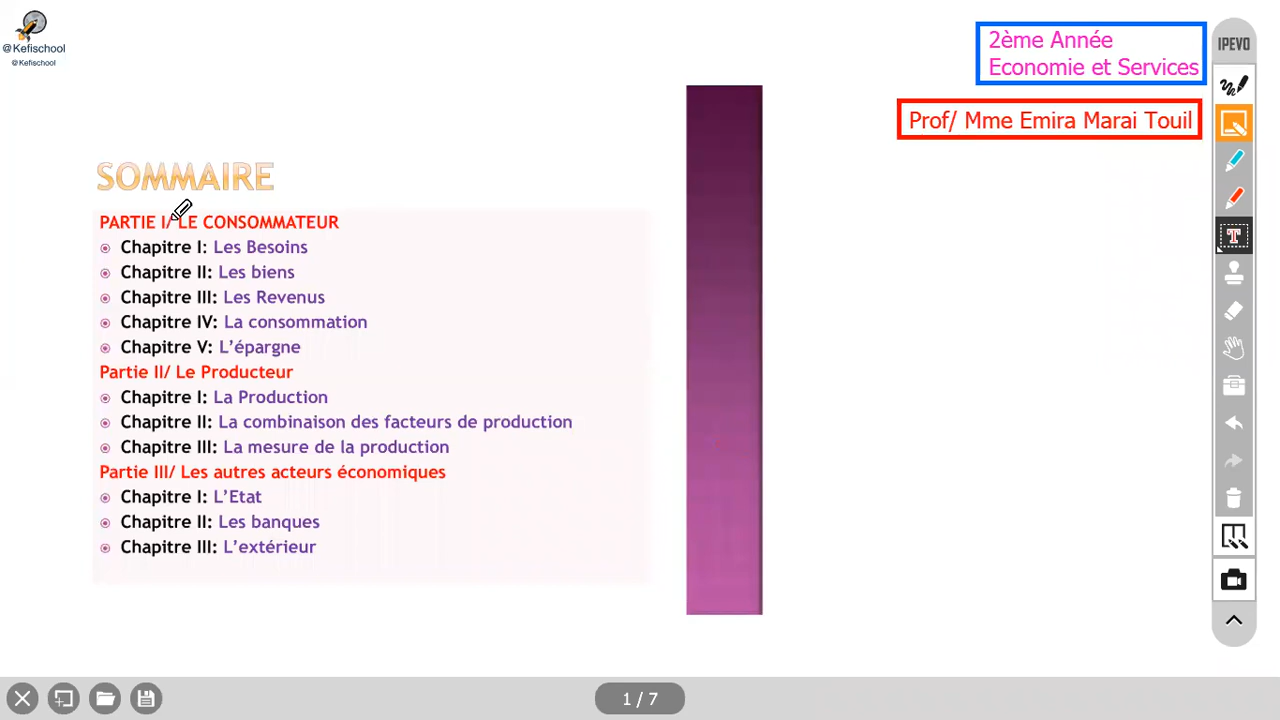 @Kefischool
@Kefischool
2ème Année
Economie et Services
Prof/ Mme Emira Marai Touil
IPEVO
SOMMAIRE
PARTIE I/ LE CONSOMMATEUR
Chapitre I: Les Besoins
Chapitre II: Les biens
Chapitre III: Les Revenus
Chapitre IV: La consommation
Chapitre V: L'épargne
Partie II/ Le Producteur
Chapitre I: La Production
Chapitre II: La combinaison des facteurs de production
Chapitre III: La mesure de la production
Partie III/ Les autres acteurs économiques
Chapitre I: L'Etat
Chapitre II: Les banques
Chapitre III: L'extérieur
T
1 / 7